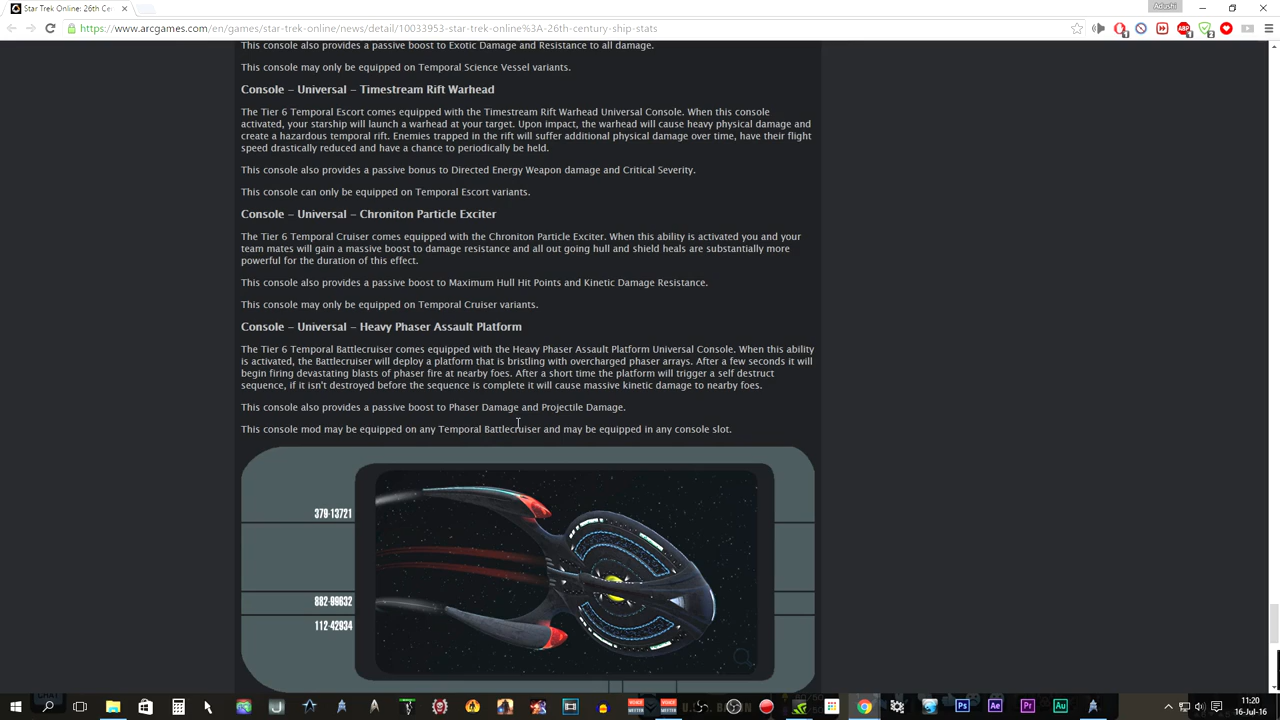 Star Trek Online: 26th Cen
Adushi
https://www.arcgames.com/en/games/star-trek-online/news/detail/10033953-star-trek-online%3A-26th-century-ship-stats
This console also provides a passive boost to Exotic Damage and Resistance to all damage.
This console may only be equipped on Temporal Science Vessel variants.
Console – Universal – Timestream Rift Warhead
The Tier 6 Temporal Escort comes equipped with the Timestream Rift Warhead Universal Console. When this console
activated, your starship will launch a warhead at your target. Upon impact, the warhead will cause heavy physical damage and
create a hazardous temporal rift. Enemies trapped in the rift will suffer additional physical damage over time, have their flight
speed drastically reduced and have a chance to periodically be held.
This console also provides a passive bonus to Directed Energy Weapon damage and Critical Severity.
This console can only be equipped on Temporal Escort variants.
Console – Universal – Chroniton Particle Exciter
The Tier 6 Temporal Cruiser comes equipped with the Chroniton Particle Exciter. When this ability is activated you and your
team mates will gain a massive boost to damage resistance and all out going hull and shield heals are substantially more
powerful for the duration of this effect.
This console also provides a passive boost to Maximum Hull Hit Points and Kinetic Damage Resistance.
This console may only be equipped on Temporal Cruiser variants.
Console – Universal – Heavy Phaser Assault Platform
The Tier 6 Temporal Battlecruiser comes equipped with the Heavy Phaser Assault Platform Universal Console. When this ability
is activated, the Battlecruiser will deploy a platform that is bristling with overcharged phaser arrays. After a few seconds it will
begin firing devastating blasts of phaser fire at nearby foes. After a short time the platform will trigger a self destruct
sequence, if it isn't destroyed before the sequence is complete it will cause massive kinetic damage to nearby foes.
This console also provides a passive boost to Phaser Damage and Projectile Damage.
This console mod may be equipped on any Temporal Battlecruiser and may be equipped in any console slot.
379-13721
882-99632
112-42034
CHAT
11:20
16-Jul-16